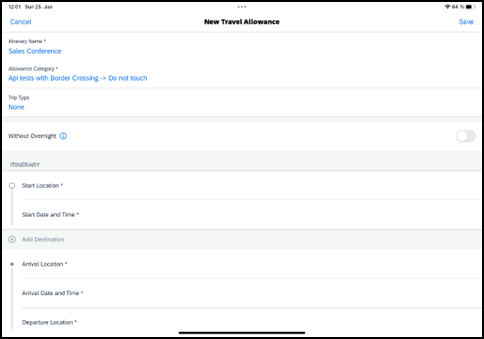 12:01 Sun 25. Jun
64 %
Cancel
New Travel Allowance
Save
Itinerary Name *
Sales Conference
Allowance Category *
Api tests with Border Crossing -> Do not touch
Trip Type
None
Without Overnight
ITINERARY
Start Location *
Start Date and Time *
Add Destination
Arrival Location *
Arrival Date and Time *
Departure Location *